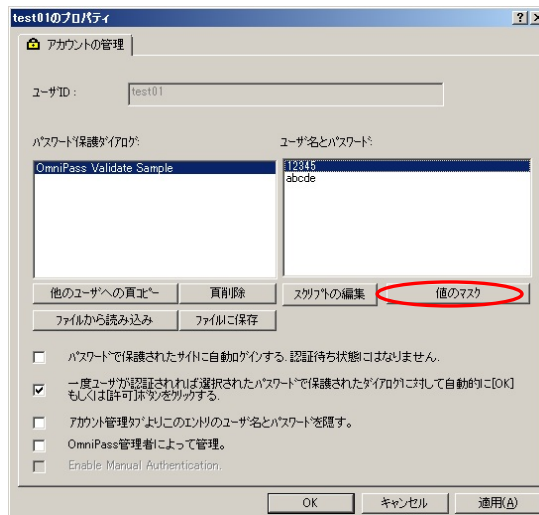 test01のプロパティ
アカウントの管理
ユーザID :
test01
パスワード保護ダイアログ:
ユーザ名とパスワード:
OmniPass Validate Sample
12345
abcde
他のユーザへの頁コピー
頁削除
スクリプトの編集
値のマスク
ファイルから読み込み
ファイルに保存
パスワードで保護されたサイトに自動ログインする. 認証待ち状態にはなりません.
一度ユーザが認証されれば選択されたパスワードで保護されたダイアログに対して自動的に[OK]
もしくは[許可]ボタンをクリックする.
アカウント管理タブよりこのエントリのユーザ名とパスワードを隠す。
OmniPass管理者によって管理。
Enable Manual Authentication.
OK
キャンセル
適用(A)